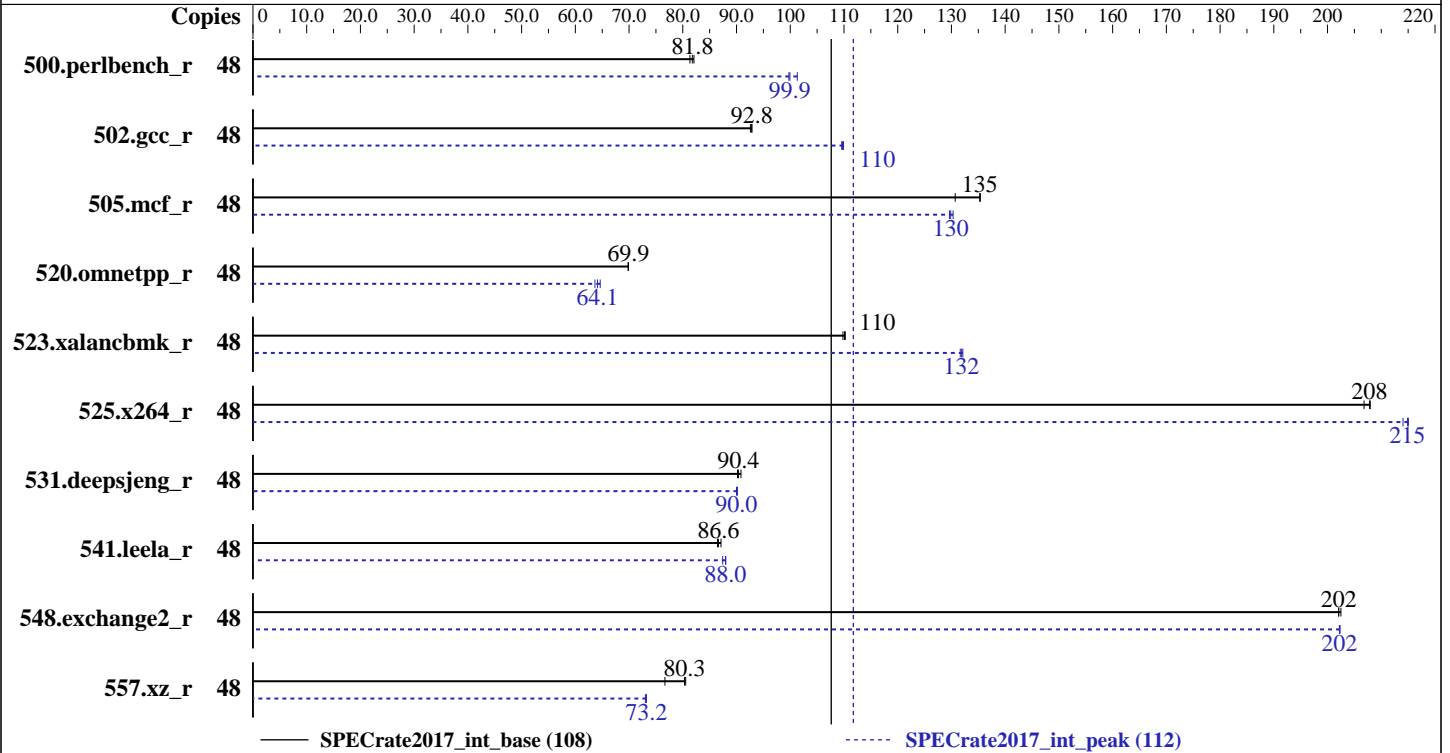 Copies 0 10.0 20.0 30.0 40.0 50.0 60.0 70.0 80.0 90.0 100 110 120 130 140 150 160 170 180 190 200 220
500.perlbench_r 48 81.8
99.9
502.gcc_r 48 92.8
110
505.mcf_r 48 135
130
520.omnetpp_r 48 69.9
64.1
523.xalancbmk_r 48 110
132
525.x264_r 48 208
215
531.deepsjeng_r 48 90.4
90.0
541.leela_r 48 86.6
88.0
548.exchange2_r 48 202
202
557.xz_r 48 80.3
73.2
SPECrate2017_int_base (108) SPECrate2017_int_peak (112)